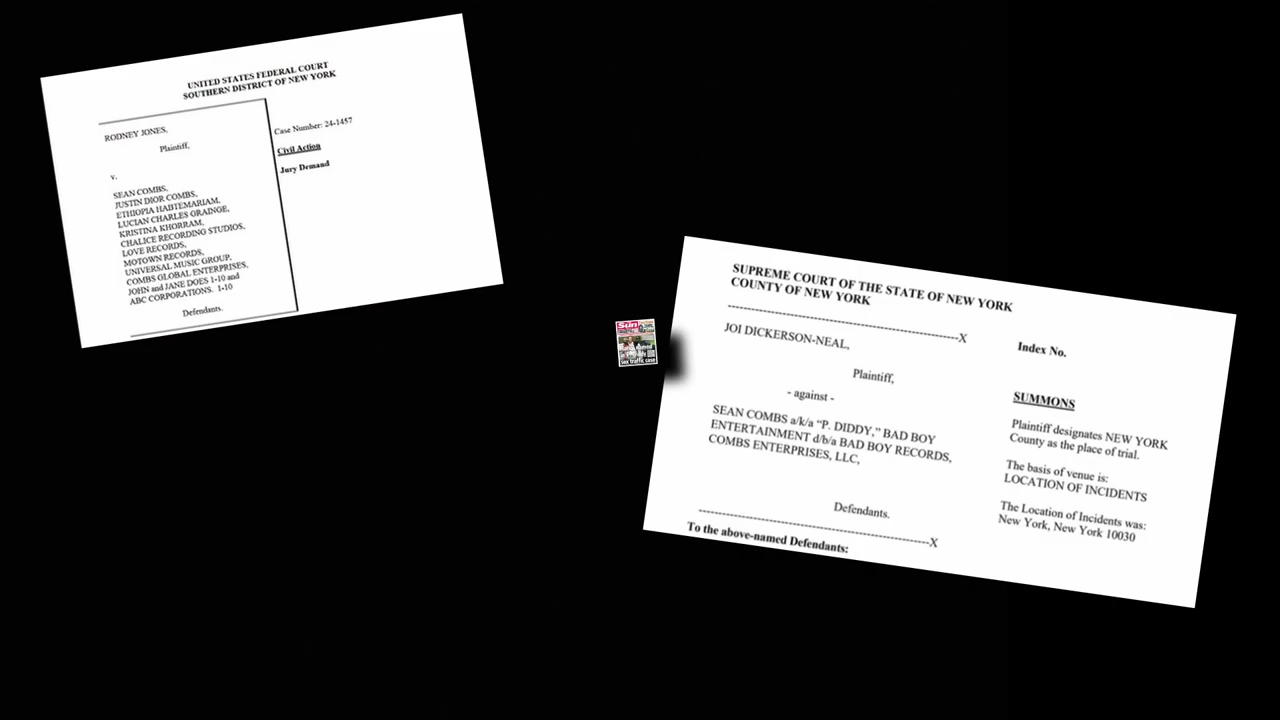 UNITED STATES FEDERAL COURT
SOUTHERN DISTRICT OF NEW YORK
RODNEY JONES,
Plaintiff,
v.
SEAN COMBS,
JUSTIN DIOR COMBS,
ETHIOPIA HABTEMARIAM,
LUCIAN CHARLES GRAINGE,
KRISTINA KHORRAM,
CHALICE RECORDING STUDIOS,
LOVE RECORDS,
MOTOWN RECORDS,
UNIVERSAL MUSIC GROUP,
COMBS GLOBAL ENTERPRISES,
JOHN and JANE DOES 1-10 and
ABC CORPORATIONS. 1-10
Defendants.
Case Number: 24-1457
Civil Action
Jury Demand
Sun
sex traffic case
SUPREME COURT OF THE STATE OF NEW YORK
COUNTY OF NEW YORK
-----------------------------------------------------------X
JOI DICKERSON-NEAL,
Plaintiff,
- against -
SEAN COMBS a/k/a “P. DIDDY,” BAD BOY
ENTERTAINMENT d/b/a BAD BOY RECORDS,
COMBS ENTERPRISES, LLC,
Defendants.
-----------------------------------------------------------X
To the above-named Defendants:
Index No.
SUMMONS
Plaintiff designates NEW YORK
County as the place of trial.
The basis of venue is:
LOCATION OF INCIDENTS
The Location of Incidents was:
New York, New York 10030